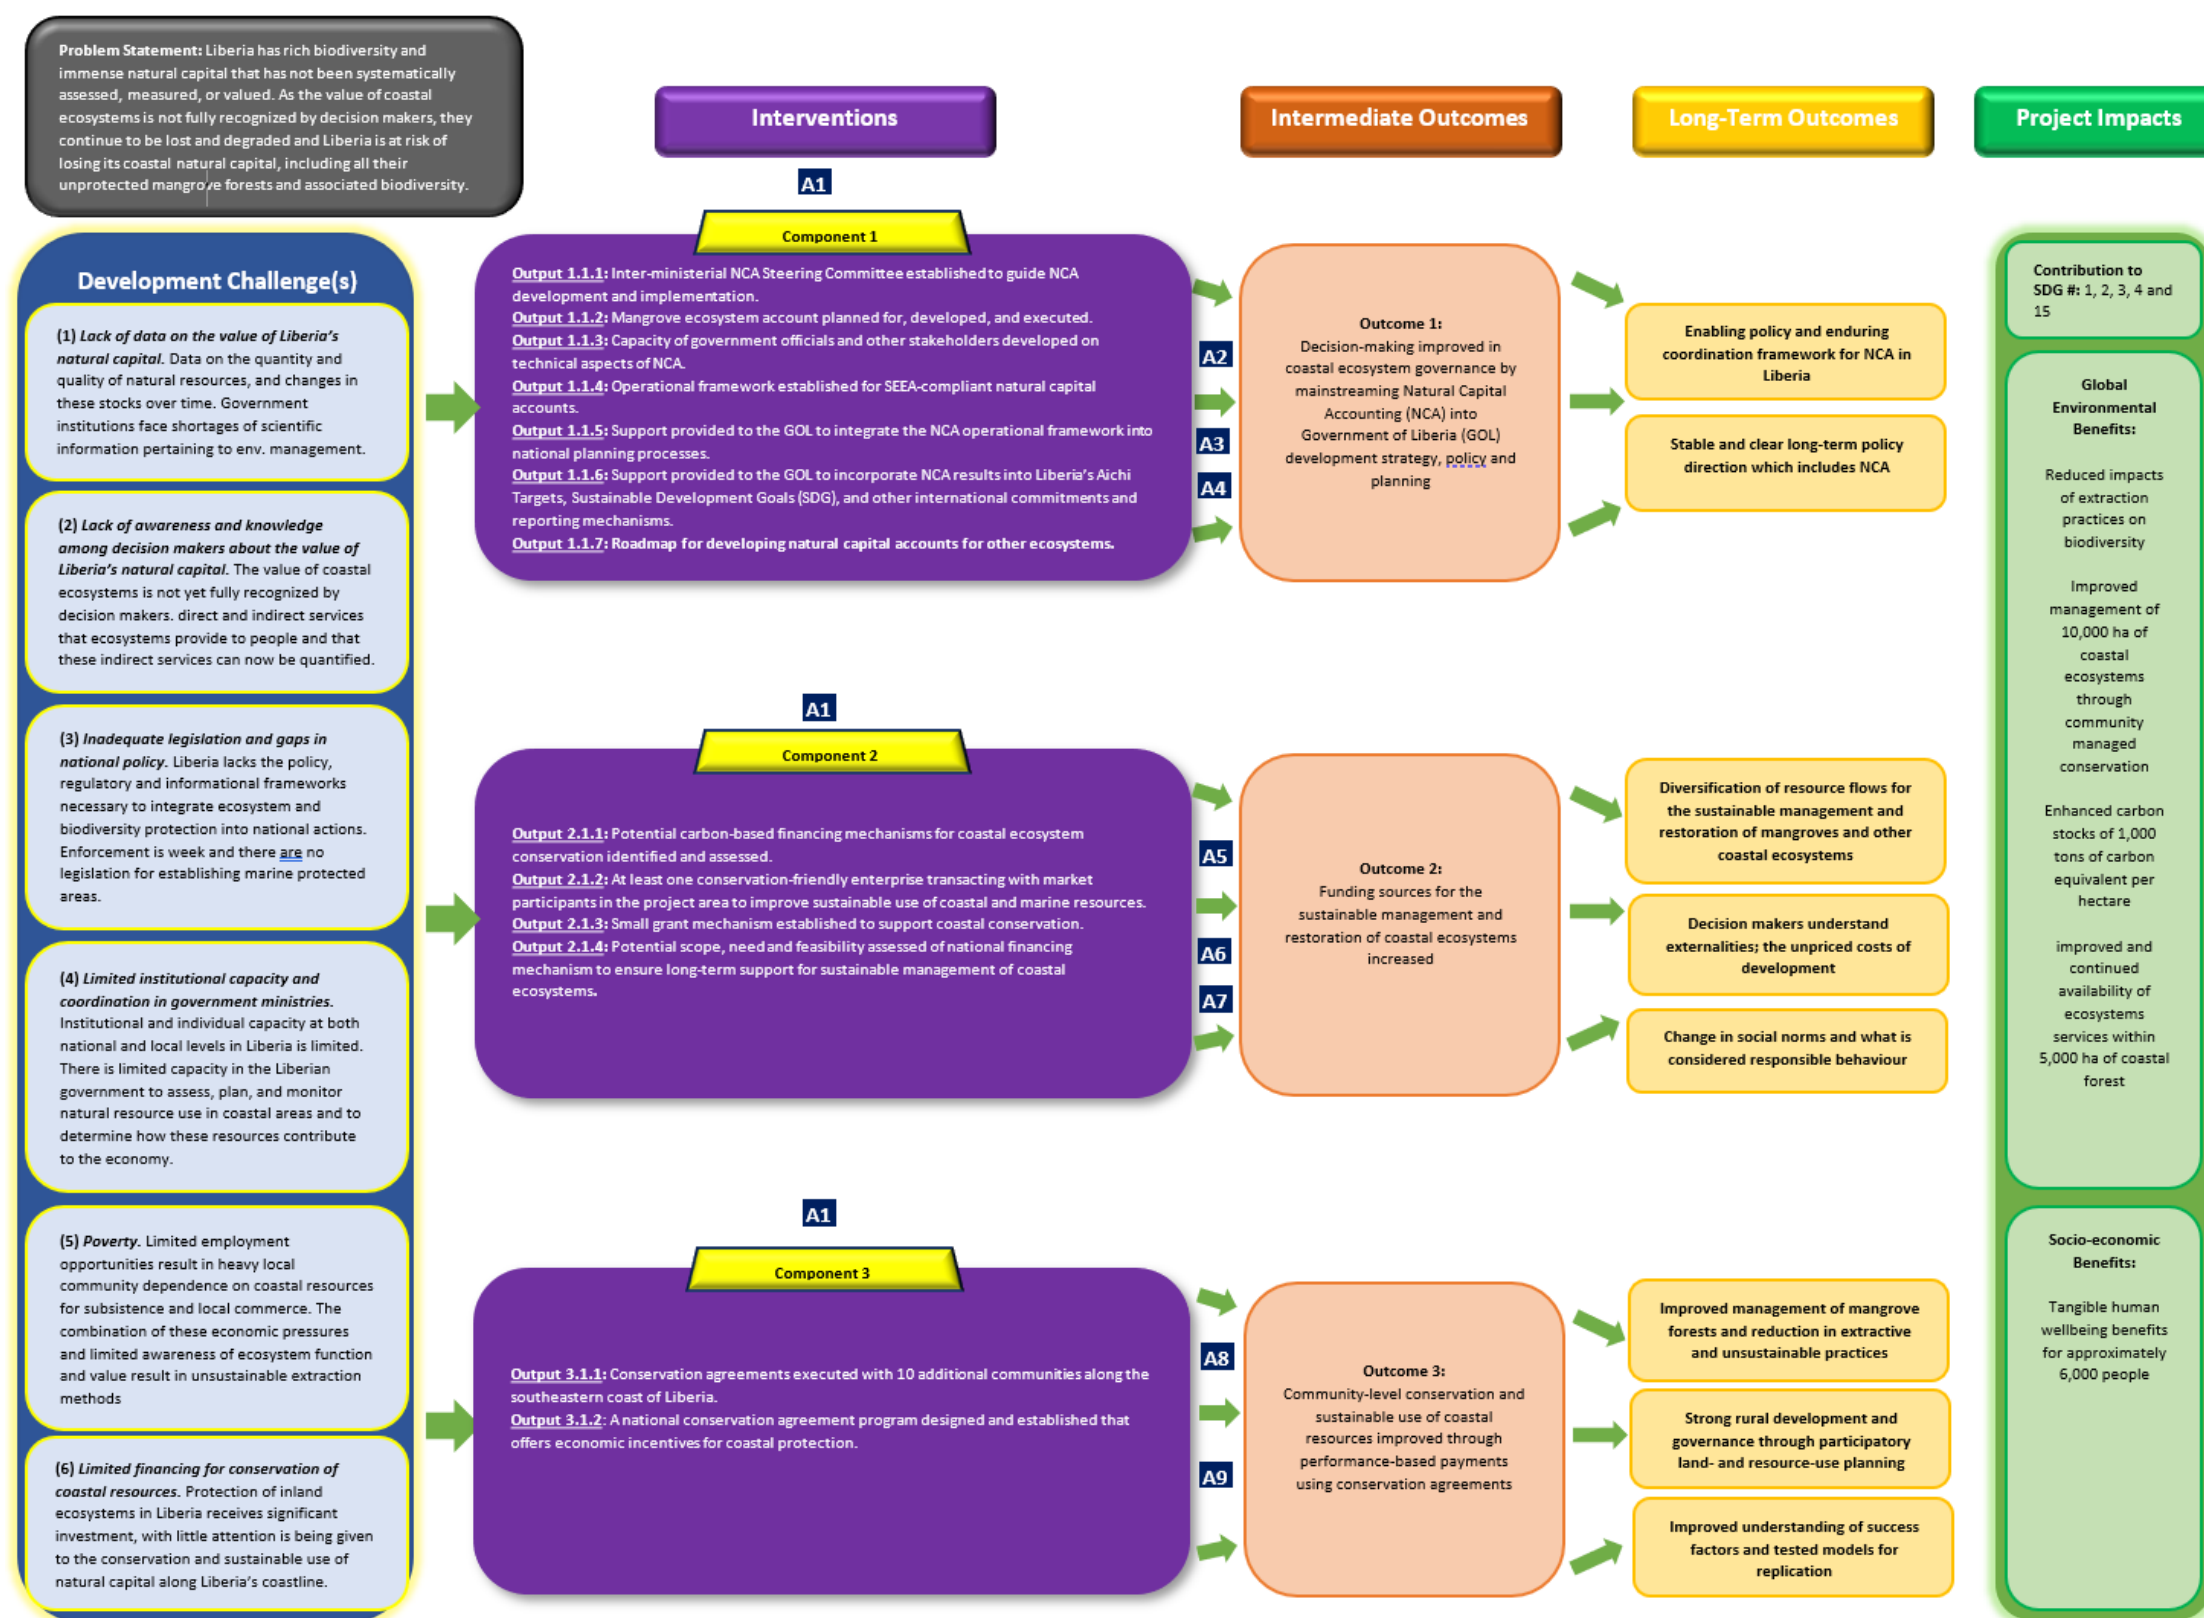 Problem Statement: Liberia has rich biodiversity and
immense natural capital that has not been systematically
assessed, measured, or valued. As the value of coastal
ecosystems is not fully recognized by decision makers, they
continue to be lost and degraded and Liberia is at risk of
losing its coastal natural capital, including all their
unprotected mangrove forests and associated biodiversity.
Interventions
Intermediate Outcomes
Long-Term Outcomes
Project Impacts
Development Challenge(s)
(1) Lack of data on the value of Liberia's
natural capital. Data on the quantity and
quality of natural resources, and changes in
these stocks over time. Government
institutions face shortages of scientific
information pertaining to env. management.
(2) Lack of awareness and knowledge
among decision makers about the value of
Liberia's natural capital. The value of coastal
ecosystems is not yet fully recognized by
decision makers. direct and indirect services
that ecosystems provide to people and that
these indirect services can now be quantified.
(3) Inadequate legislation and gaps in
national policy. Liberia lacks the policy,
regulatory and informational frameworks
necessary to integrate ecosystem and
biodiversity protection into national actions.
Enforcement is week and there are no
legislation for establishing marine protected
areas.
(4) Limited institutional capacity and
coordination in government ministries.
Institutional and individual capacity at both
national and local levels in Liberia is limited.
There is limited capacity in the Liberian
government to assess, plan, and monitor
natural resource use in coastal areas and to
determine how these resources contribute
to the economy.
(5) Poverty. Limited employment
opportunities result in heavy local
community dependence on coastal resources
for subsistence and local commerce. The
combination of these economic pressures
and limited awareness of ecosystem function
and value result in unsustainable extraction
methods
(6) Limited financing for conservation of
coastal resources. Protection of inland
ecosystems in Liberia receives significant
investment, with little attention is being given
to the conservation and sustainable use of
natural capital along Liberia's coastline.
A1
Component 1
Output 1.1.1: Inter-ministerial NCA Steering Committee established to guide NCA
development and implementation.
Output 1.1.2: Mangrove ecosystem account planned for, developed, and executed.
Output 1.1.3: Capacity of government officials and other stakeholders developed on
technical aspects of NCA.
Output 1.1.4: Operational framework established for SEEA-compliant natural capital
accounts.
Output 1.1.5: Support provided to the GOL to integrate the NCA operational framework into
national planning processes.
Output 1.1.6: Support provided to the GOL to incorporate NCA results into Liberia's Aichi
Targets, Sustainable Development Goals (SDG), and other international commitments and
reporting mechanisms.
Output 1.1.7: Roadmap for developing natural capital accounts for other ecosystems.
A2
A3
A4
Outcome 1:
Decision-making improved in
coastal ecosystem governance by
mainstreaming Natural Capital
Accounting (NCA) into
Government of Liberia (GOL)
development strategy, policy and
planning
Enabling policy and enduring
coordination framework for NCA in
Liberia
Stable and clear long-term policy
direction which includes NCA
A1
Component 2
Output 2.1.1: Potential carbon-based financing mechanisms for coastal ecosystem
conservation identified and assessed.
Output 2.1.2: At least one conservation-friendly enterprise transacting with market
participants in the project area to improve sustainable use of coastal and marine resources.
Output 2.1.3: Small grant mechanism established to support coastal conservation.
Output 2.1.4: Potential scope, need and feasibility assessed of national financing
mechanism to ensure long-term support for sustainable management of coastal
ecosystems.
A5
A6
A7
Outcome 2:
Funding sources for the
sustainable management and
restoration of coastal ecosystems
increased
Diversification of resource flows for
the sustainable management and
restoration of mangroves and other
coastal ecosystems
Decision makers understand
externalities; the unpriced costs of
development
Change in social norms and what is
considered responsible behaviour
A1
Component 3
Output 3.1.1: Conservation agreements executed with 10 additional communities along the
southeastern coast of Liberia.
Output 3.1.2: A national conservation agreement program designed and established that
offers economic incentives for coastal protection.
A8
A9
Outcome 3:
Community-level conservation and
sustainable use of coastal
resources improved through
performance-based payments
using conservation agreements
Improved management of mangrove
forests and reduction in extractive
and unsustainable practices
Strong rural development and
governance through participatory
land- and resource-use planning
Improved understanding of success
factors and tested models for
replication
Contribution to
SDG #: 1, 2, 3, 4 and
15
Global
Environmental
Benefits:
Reduced impacts
of extraction
practices on
biodiversity
Improved
management of
10,000 ha of
coastal
ecosystems
through
community
managed
conservation
Enhanced carbon
stocks of 1,000
tons of carbon
equivalent per
hectare
improved and
continued
availability of
ecosystems
services within
5,000 ha of coastal
forest
Socio-economic
Benefits:
Tangible human
wellbeing benefits
for approximately
6,000 people